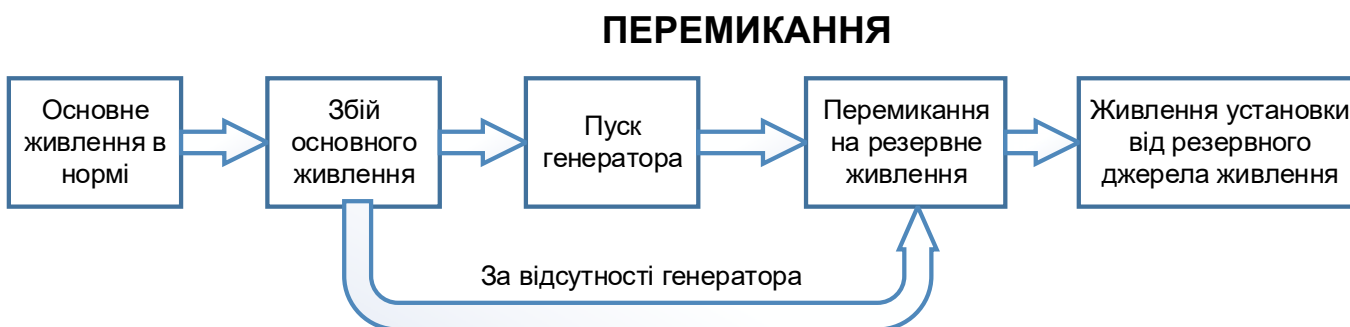 ПЕРЕМИКАННЯ
Основне
живлення в
нормі
Збій
основного
живлення
Пуск
генератора
Перемикання
на резервне
живлення
Живлення установки
від резервного
джерела живлення
За відсутності генератора